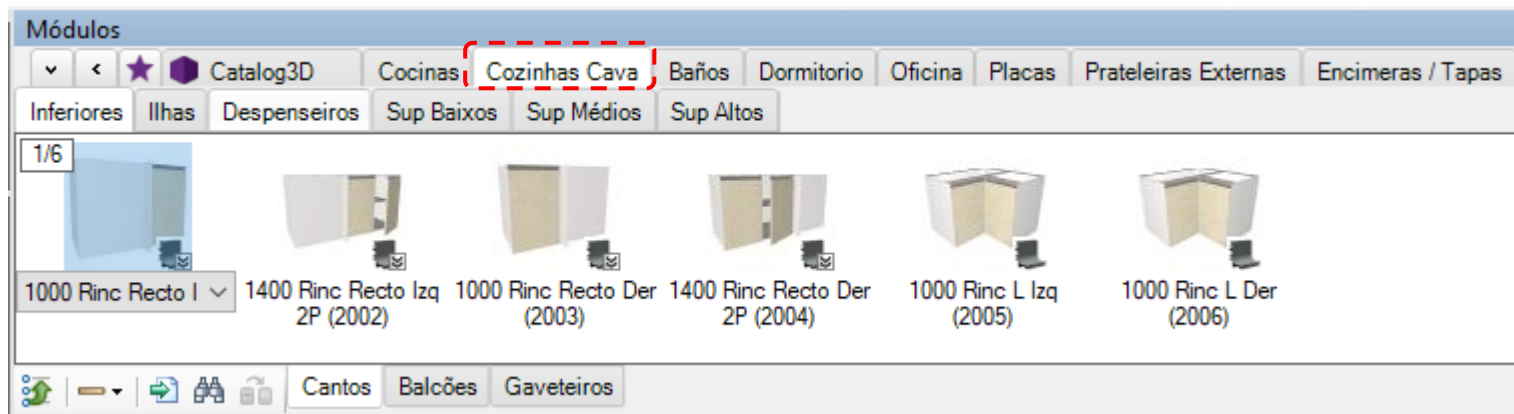 Módulos
Catalog3D Cocinas Cozinhas Cava Baños Dormitorio Oficina Placas Prateleiras Externas Encimeras / Tapas
Inferiores Ilhas Despenseiros Sup Baixos Sup Médios Sup Altos
1/6
1000 Rinc Recto I 1400 Rinc Recto Izq 1000 Rinc Recto Der 1400 Rinc Recto Der 1000 Rinc L Izq 1000 Rinc L Der
2P (2002) (2003) 2P (2004) (2005) (2006)
Cantos Balcões Gaveteiros